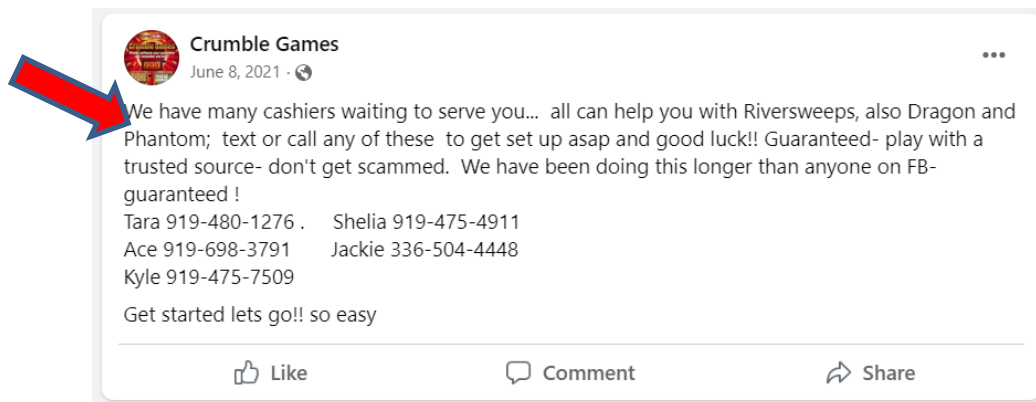 Crumble Games
June 8, 2021 ·
We have many cashiers waiting to serve you... all can help you with Riversweeps, also Dragon and
Phantom; text or call any of these to get set up asap and good luck!! Guaranteed- play with a
trusted source- don't get scammed. We have been doing this longer than anyone on FB-
guaranteed !
Tara 919-480-1276 . Shelia 919-475-4911
Ace 919-698-3791 Jackie 336-504-4448
Kyle 919-475-7509
Get started lets go!! so easy
Like Comment Share